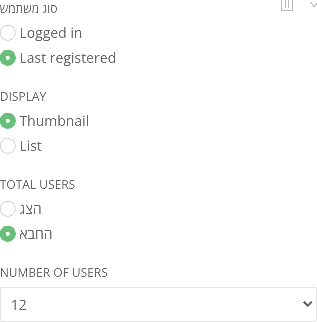 סוג משתמש
Logged in
Last registered
DISPLAY
Thumbnail
List
TOTAL USERS
הצג
החבא
NUMBER OF USERS
12